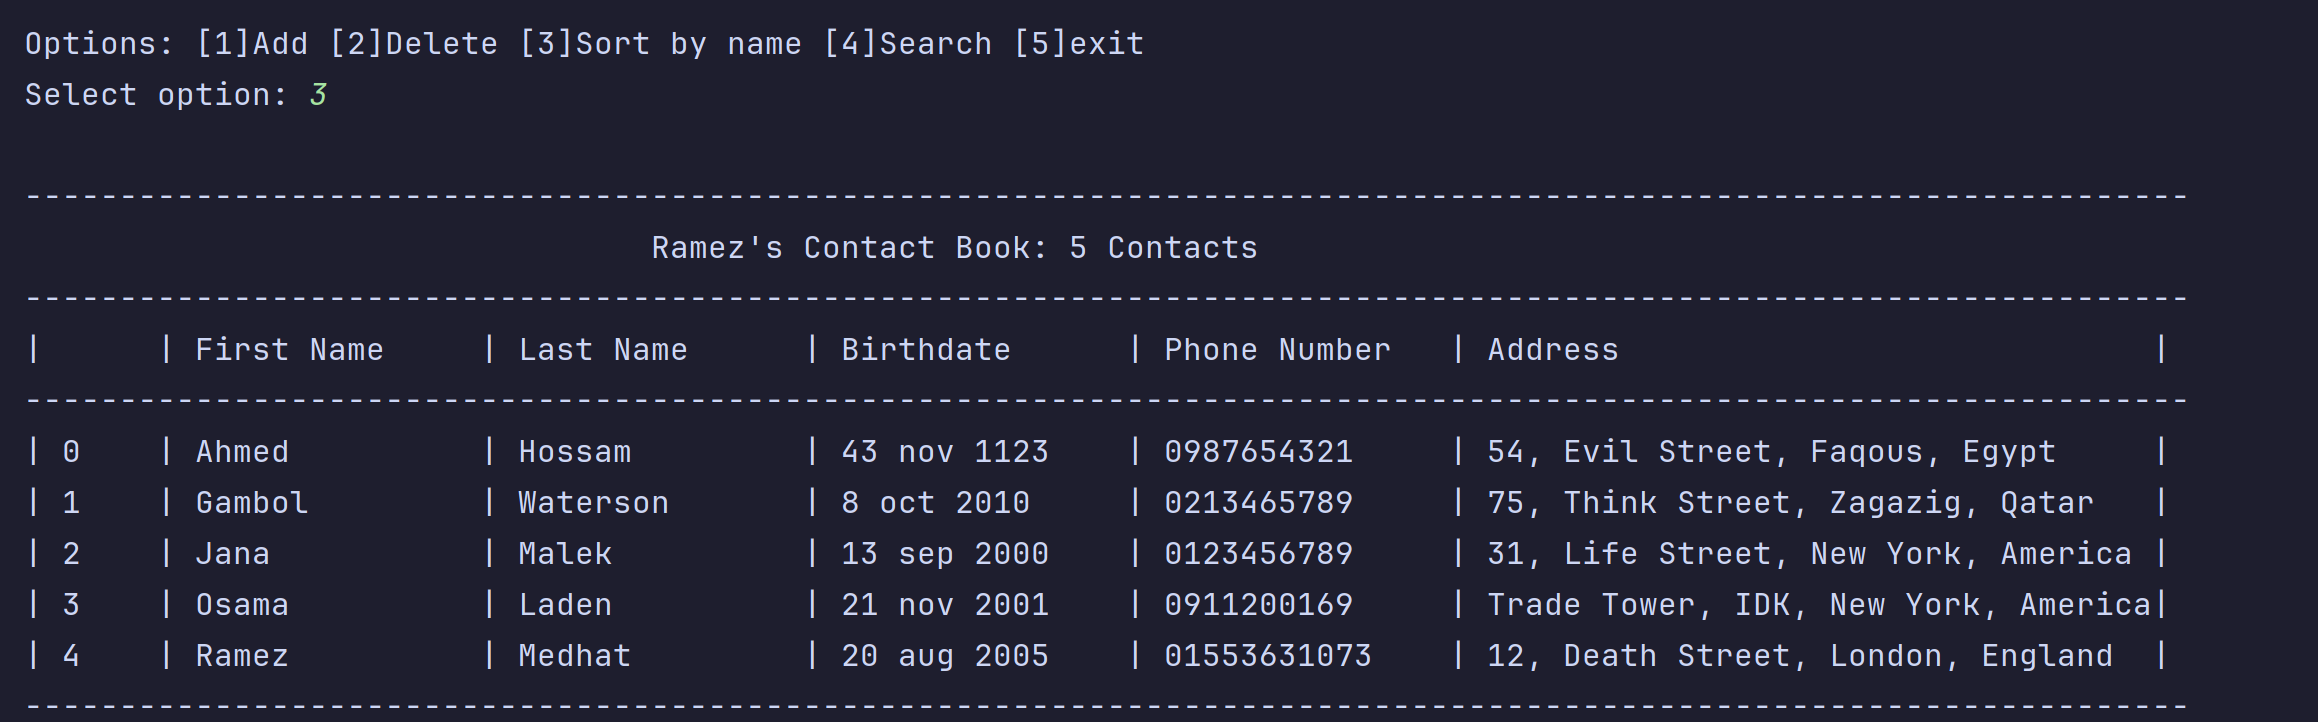 Options: [1]Add [2]Delete [3]Sort by name [4]Search [5]exit
Select option: 3
------------------------------------------------------------------------------------------------------------------
Ramez's Contact Book: 5 Contacts
------------------------------------------------------------------------------------------------------------------
|      | First Name     | Last Name      | Birthdate      | Phone Number   | Address                            |
------------------------------------------------------------------------------------------------------------------
| 0    | Ahmed          | Hossam         | 43 nov 1123    | 0987654321     | 54, Evil Street, Faqous, Egypt     |
| 1    | Gambol         | Waterson       | 8 oct 2010     | 0213465789     | 75, Think Street, Zagazig, Qatar   |
| 2    | Jana           | Malek          | 13 sep 2000    | 0123456789     | 31, Life Street, New York, America |
| 3    | Osama          | Laden          | 21 nov 2001    | 0911200169     | Trade Tower, IDK, New York, America|
| 4    | Ramez          | Medhat         | 20 aug 2005    | 01553631073    | 12, Death Street, London, England  |
------------------------------------------------------------------------------------------------------------------